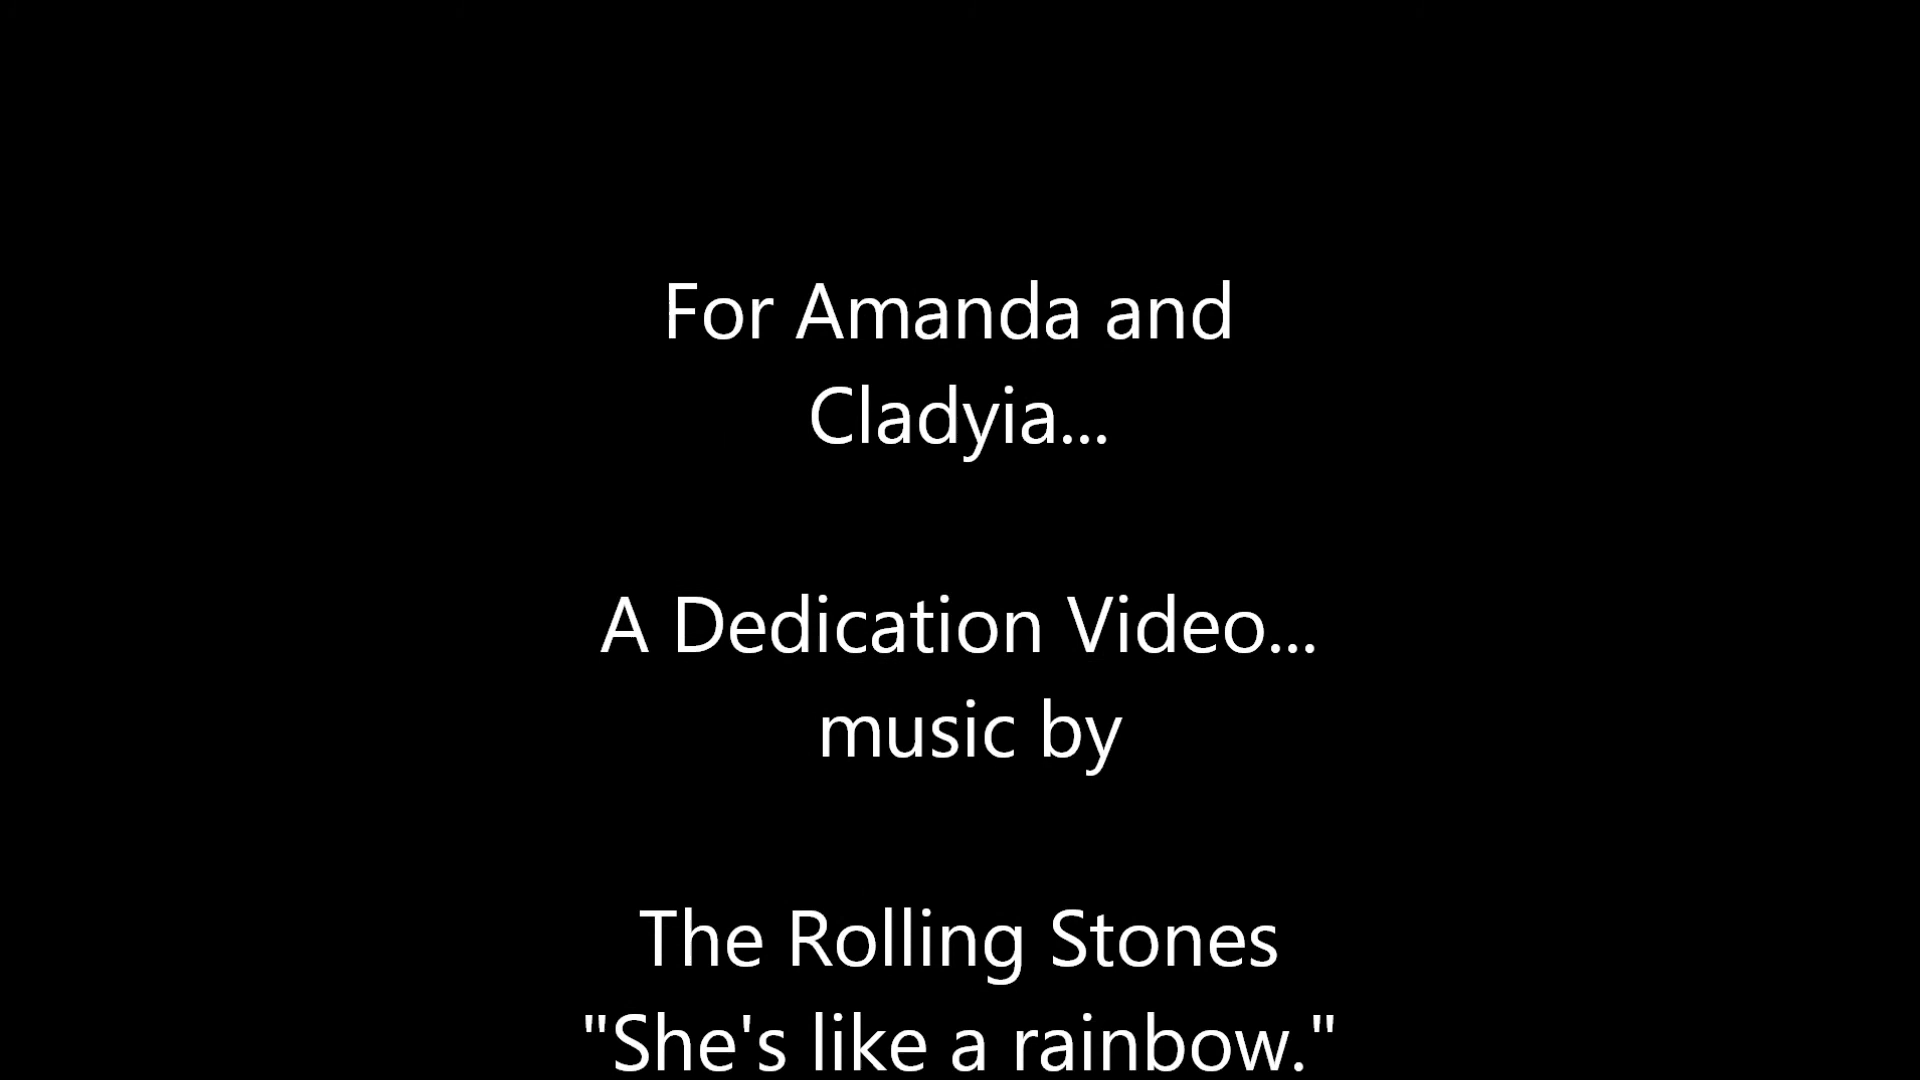 For Amanda and
Cladyia...
A Dedication Video...
music by
The Rolling Stones
"She's like a rainbow."